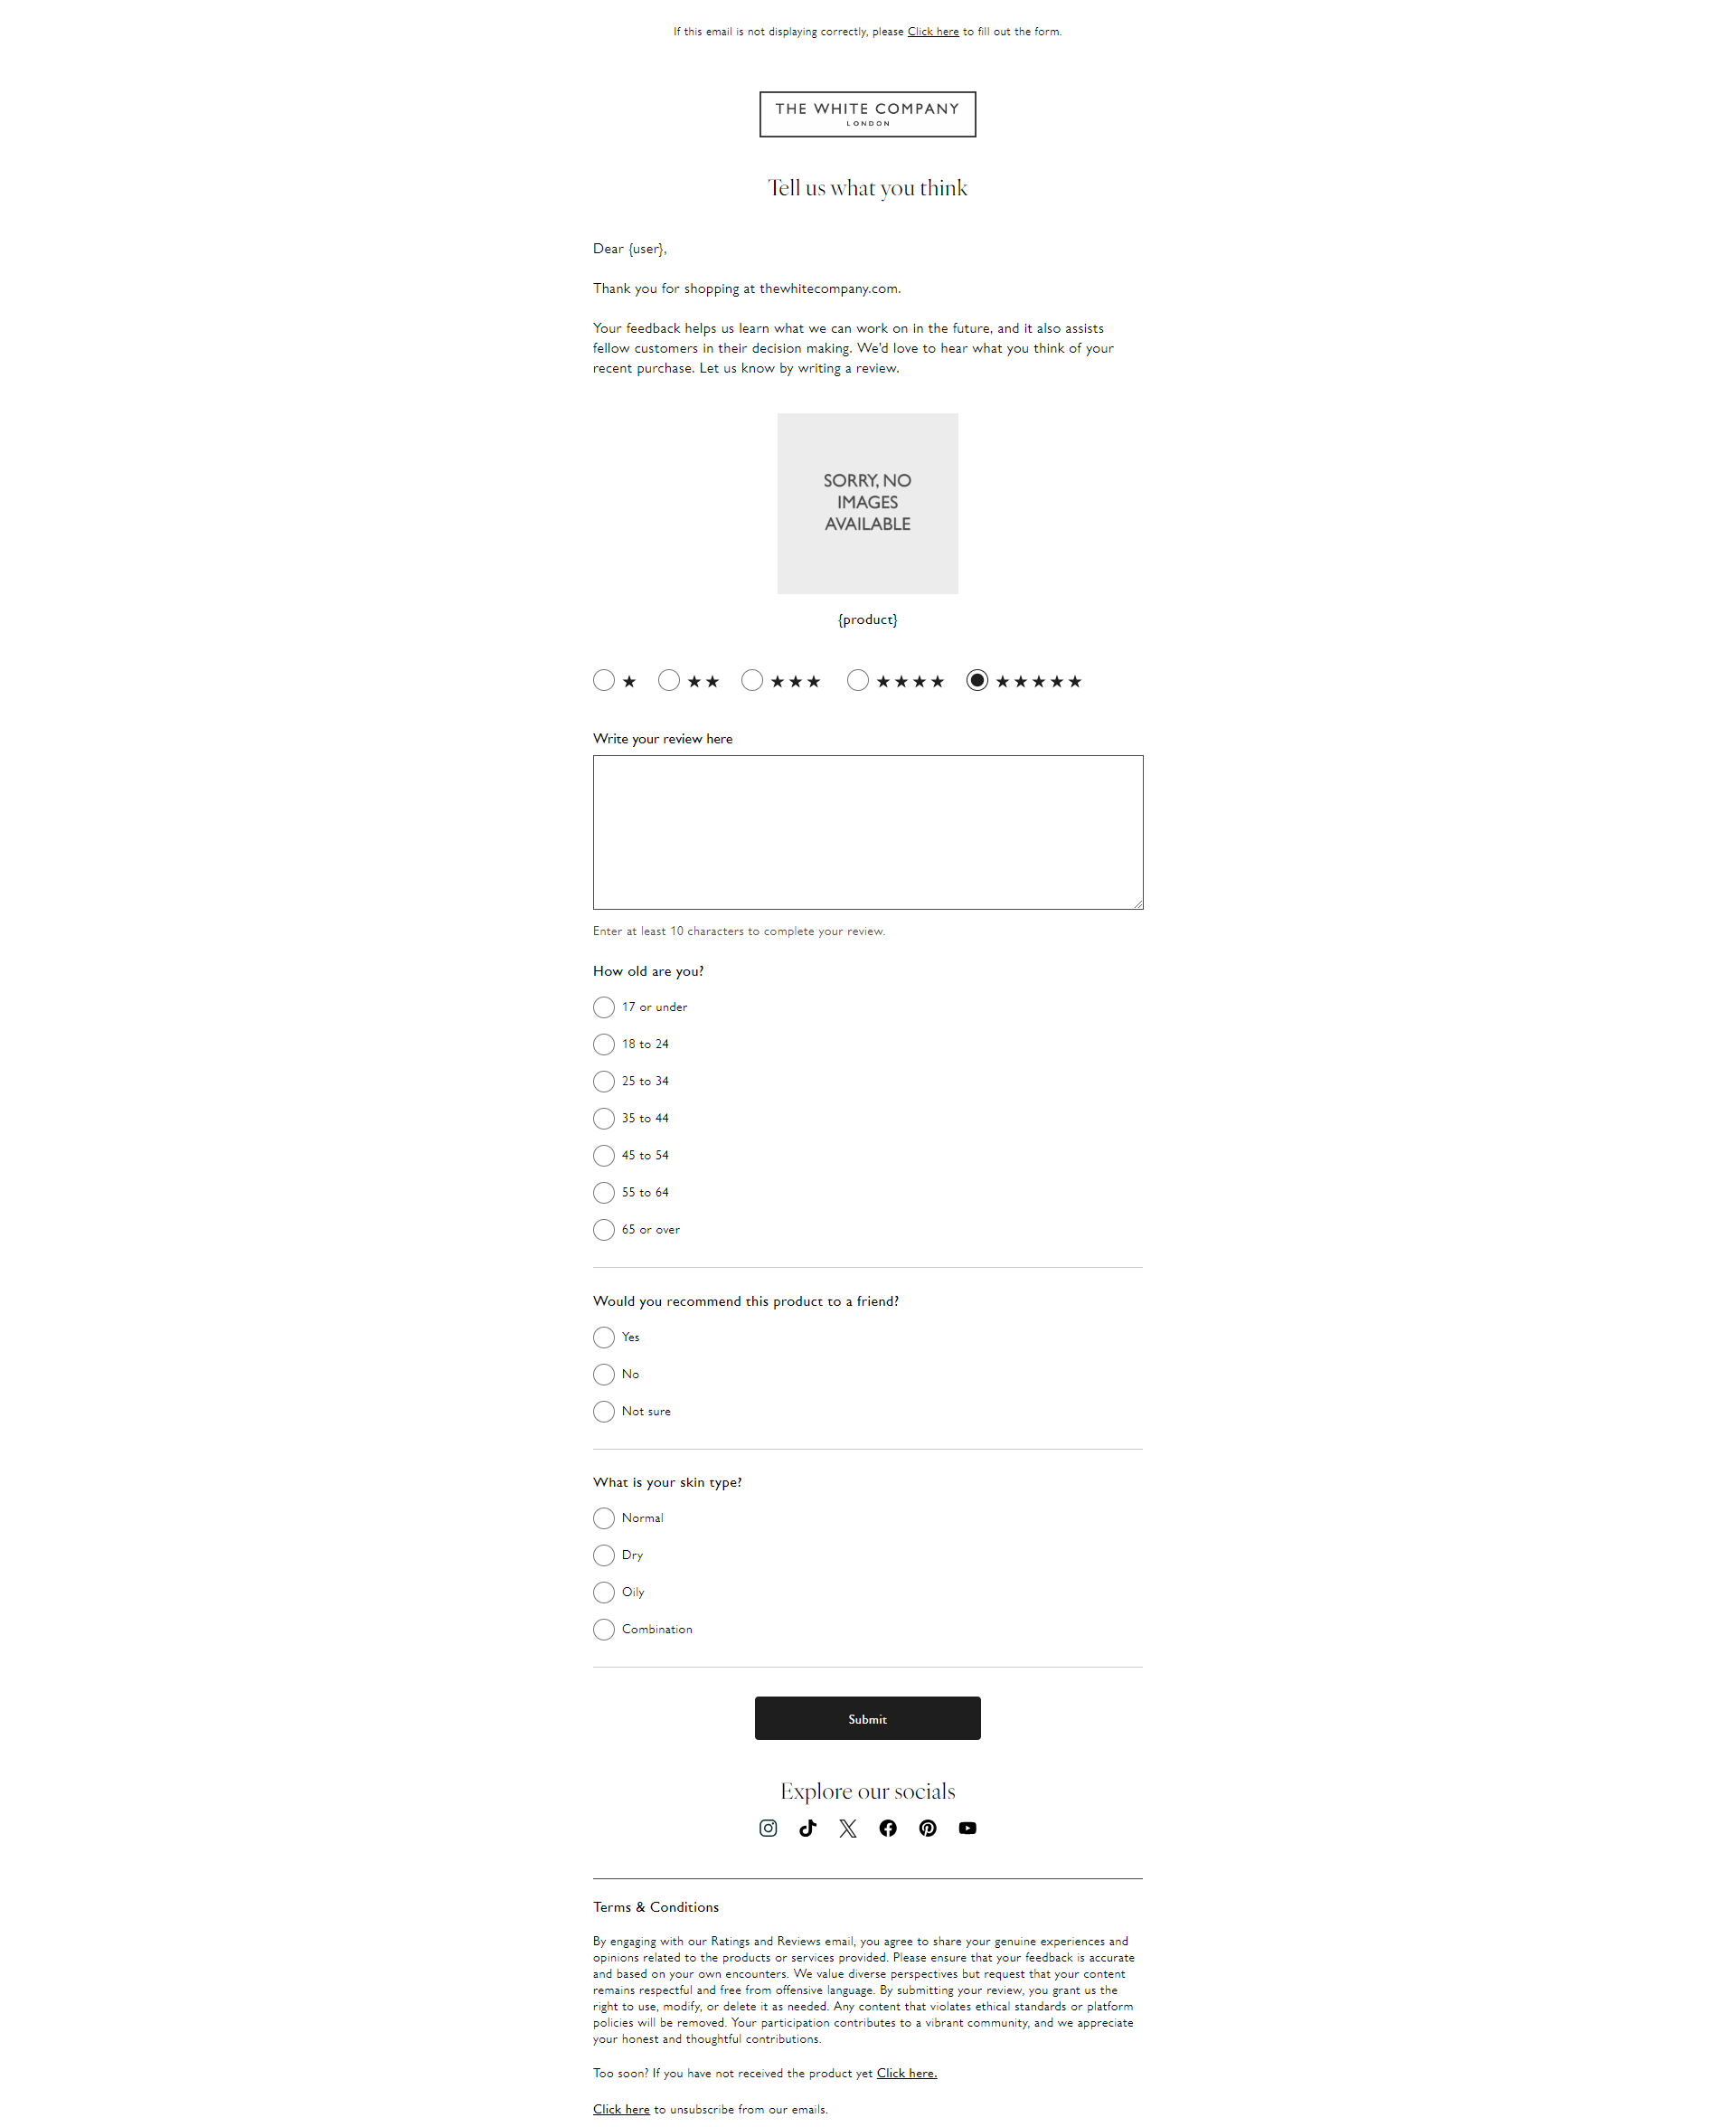 If this email is not displaying correctly, please Click here to fill out the form.
THE WHITE COMPANY
LONDON
Tell us what you think
Dear {user},
Thank you for shopping at thewhitecompany.com.
Your feedback helps us learn what we can work on in the future, and it also assists
fellow customers in their decision making. We'd love to hear what you think of your
recent purchase. Let us know by writing a review.
SORRY, NO
IMAGES
AVAILABLE
{product}
★ ★★ ★★★ ★★★★ ★★★★★
Write your review here
Enter at least 10 characters to complete your review.
How old are you?
17 or under
18 to 24
25 to 34
35 to 44
45 to 54
55 to 64
65 or over
Would you recommend this product to a friend?
Yes
No
Not sure
What is your skin type?
Normal
Dry
Oily
Combination
Submit
Explore our socials
Terms & Conditions
By engaging with our Ratings and Reviews email, you agree to share your genuine experiences and
opinions related to the products or services provided. Please ensure that your feedback is accurate
and based on your own encounters. We value diverse perspectives but request that your content
remains respectful and free from offensive language. By submitting your review, you grant us the
right to use, modify, or delete it as needed. Any content that violates ethical standards or platform
policies will be removed. Your participation contributes to a vibrant community, and we appreciate
your honest and thoughtful contributions.
Too soon? If you have not received the product yet Click here.
Click here to unsubscribe from our emails.